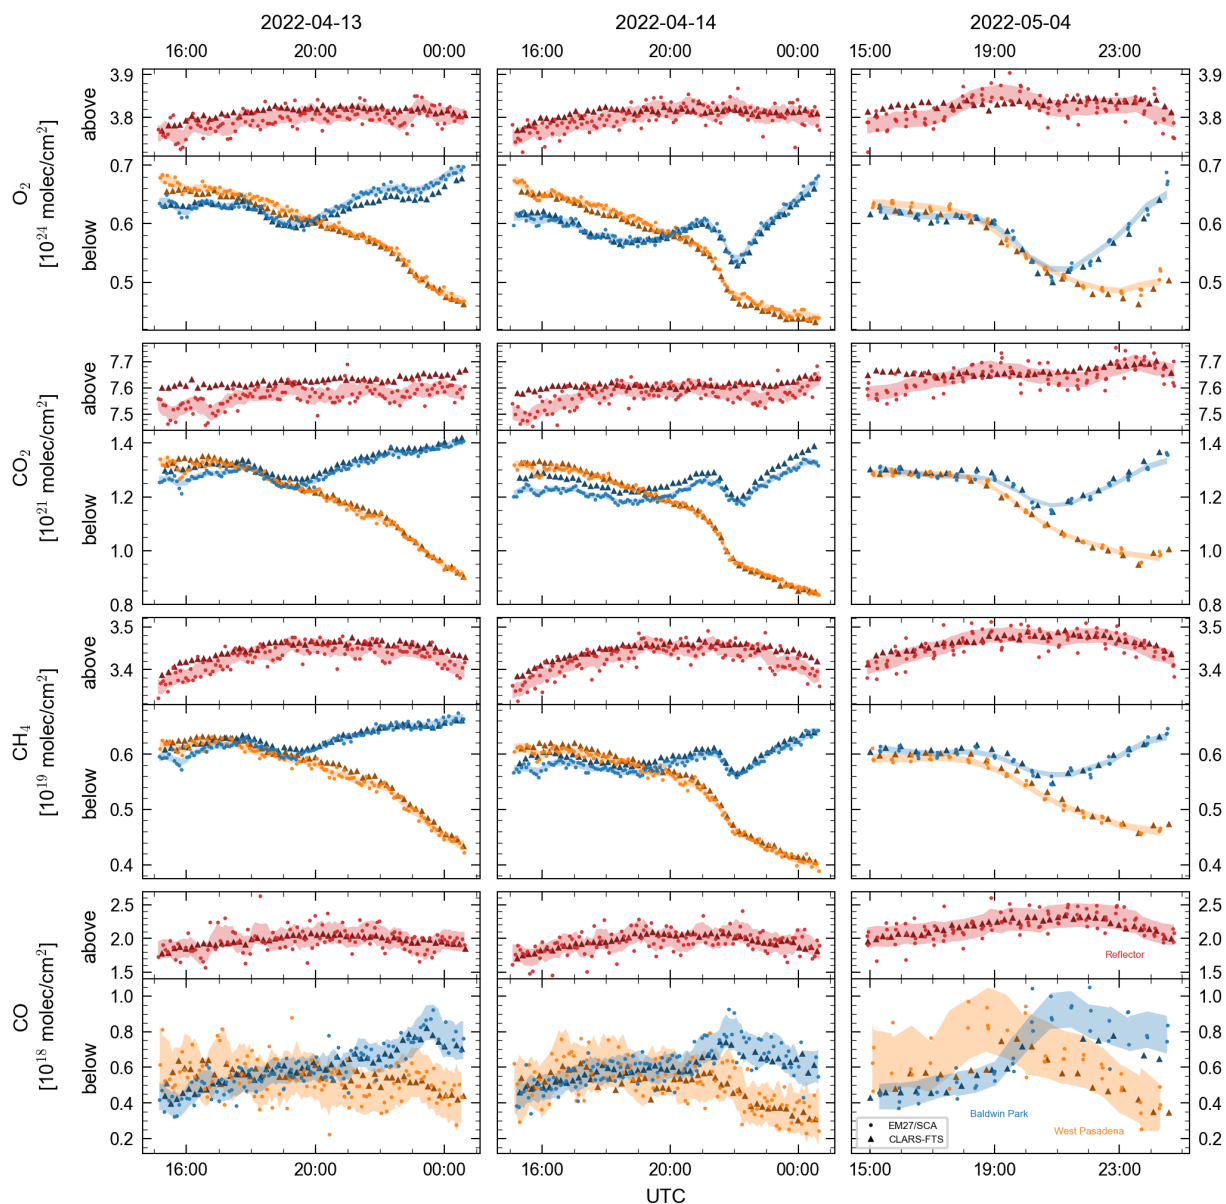 2022-04-13 2022-04-14 2022-05-04
16:00 20:00 00:00 16:00 20:00 00:00 15:00 19:00 23:00
O2
[10^24 molec/cm^2]
above
3.9
3.8
3.9
3.8
below
0.7
0.6
0.5
0.7
0.6
0.5
CO2
[10^21 molec/cm^2]
above
7.7
7.6
7.5
7.7
7.6
7.5
below
1.4
1.2
1.0
0.8
1.4
1.2
1.0
0.8
CH4
[10^19 molec/cm^2]
above
3.5
3.4
3.5
3.4
below
0.6
0.5
0.4
0.6
0.5
0.4
CO
[10^18 molec/cm^2]
above
2.5
2.0
1.5
2.5
2.0
1.5
Reflector
below
1.0
0.8
0.6
0.4
0.2
1.0
0.8
0.6
0.4
0.2
Baldwin Park
West Pasadena
EM27/SCA
CLARS-FTS
16:00 20:00 00:00 16:00 20:00 00:00 15:00 19:00 23:00
UTC